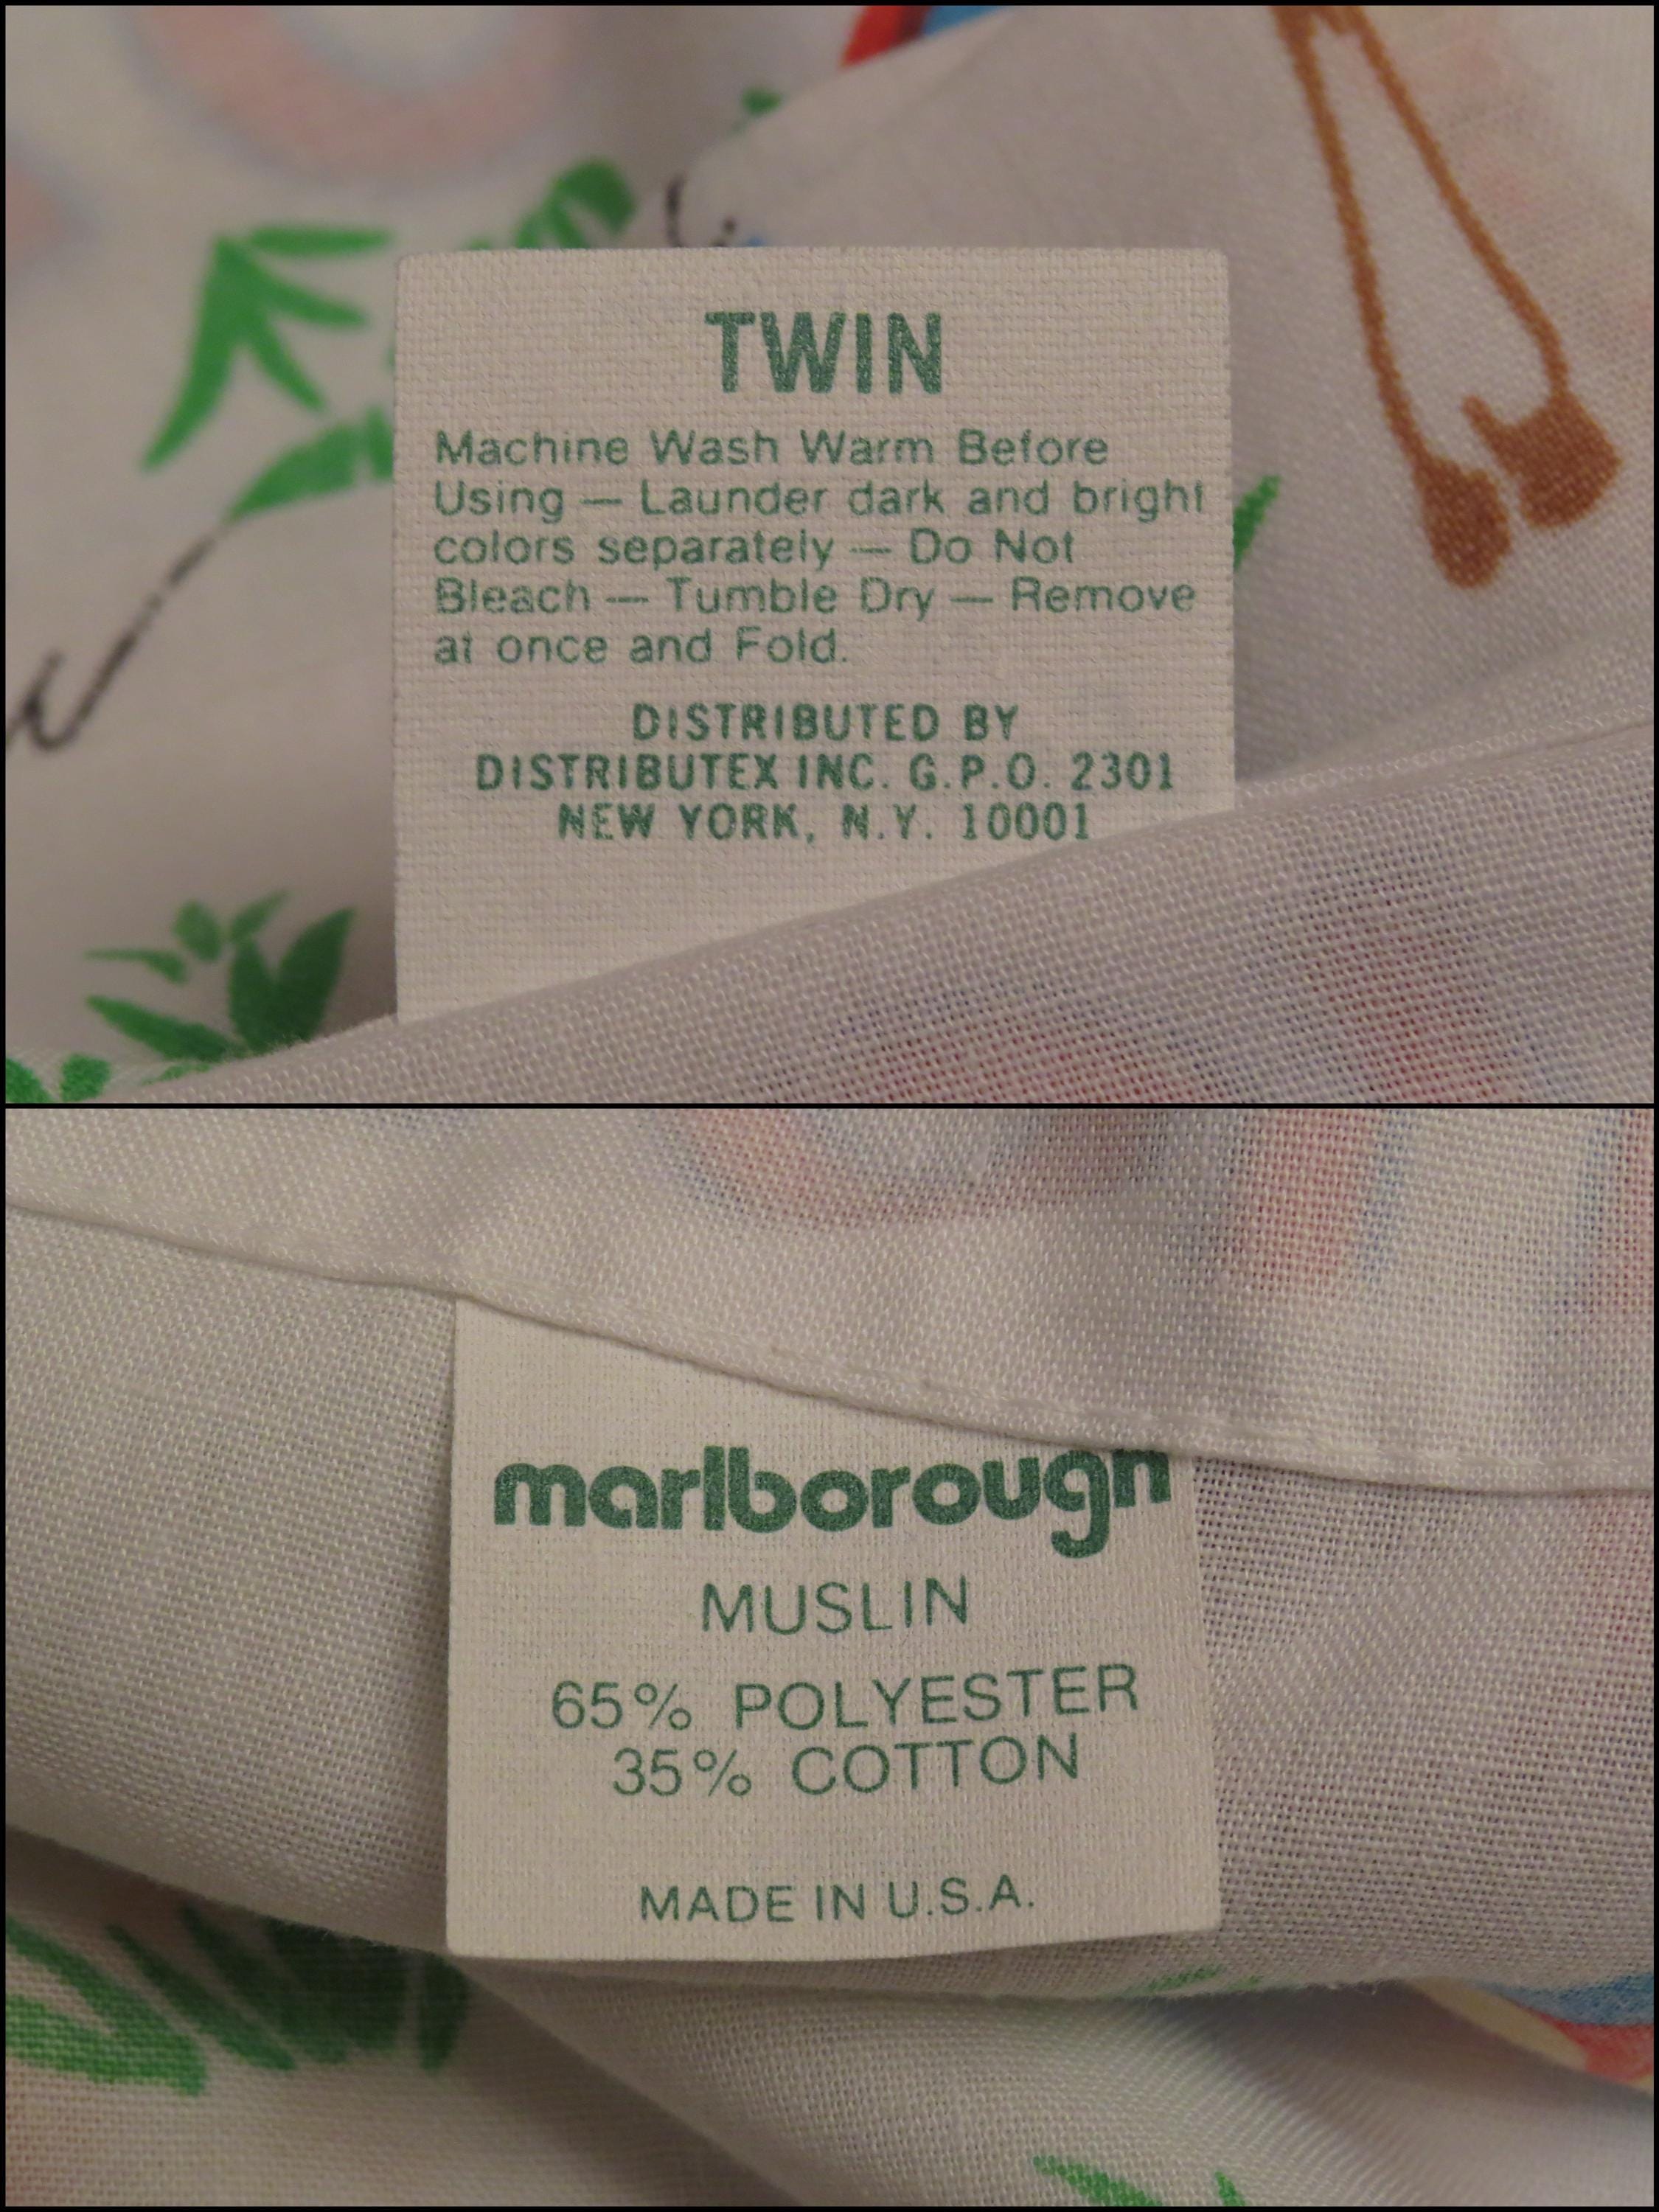 TWIN
Machine Wash Warm Before
Using — Launder dark and bright
colors separately — Do Not
Bleach — Tumble Dry — Remove
at once and Fold.
DISTRIBUTED BY
DISTRIBUTEX INC. G.P.O. 2301
NEW YORK, N.Y. 10001
marlborough
MUSLIN
65% POLYESTER
35% COTTON
MADE IN U.S.A.